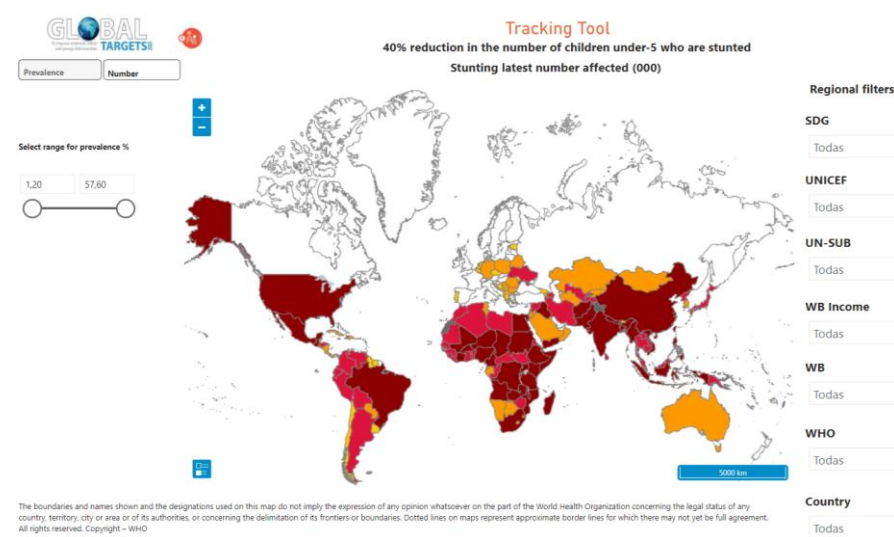 GLOBAL
TARGETS
Tracking Tool
40% reduction in the number of children under-5 who are stunted
Stunting latest number affected (000)
Prevalence
Number
Regional filters
+
−
SDG
Todas
Select range for prevalence %
1,20
57,60
UNICEF
Todas
UN-SUB
Todas
WB Income
Todas
WB
Todas
WHO
Todas
5000 km
Country
Todas
The boundaries and names shown and the designations used on this map do not imply the expression of any opinion whatsoever on the part of the World Health Organization concerning the legal status of any
country, territory, city or area or of its authorities, or concerning the delimitation of its frontiers or boundaries. Dotted lines on maps represent approximate border lines for which there may not yet be full agreement.
All rights reserved. Copyright – WHO